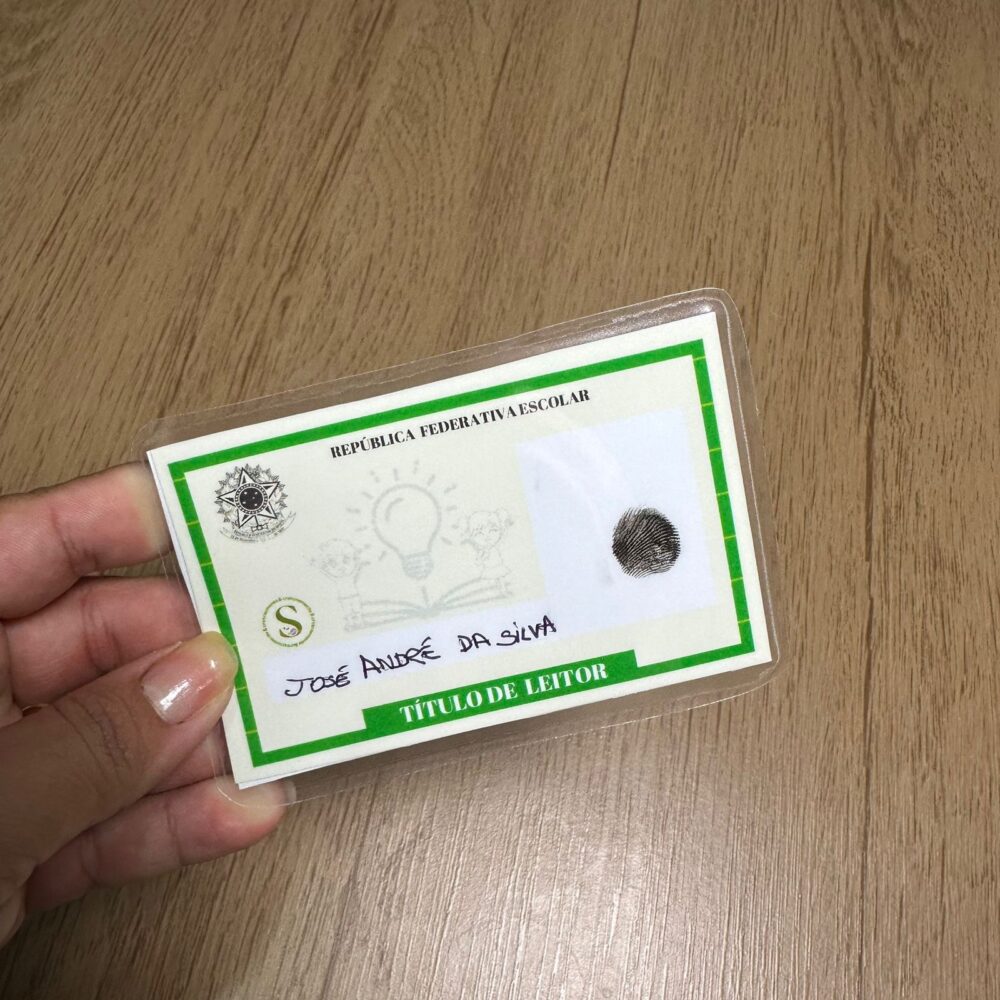 REPÚBLICA FEDERATIVA ESCOLAR
S
JOSÉ ANDRÉ DA SILVA
TÍTULO DE LEITOR